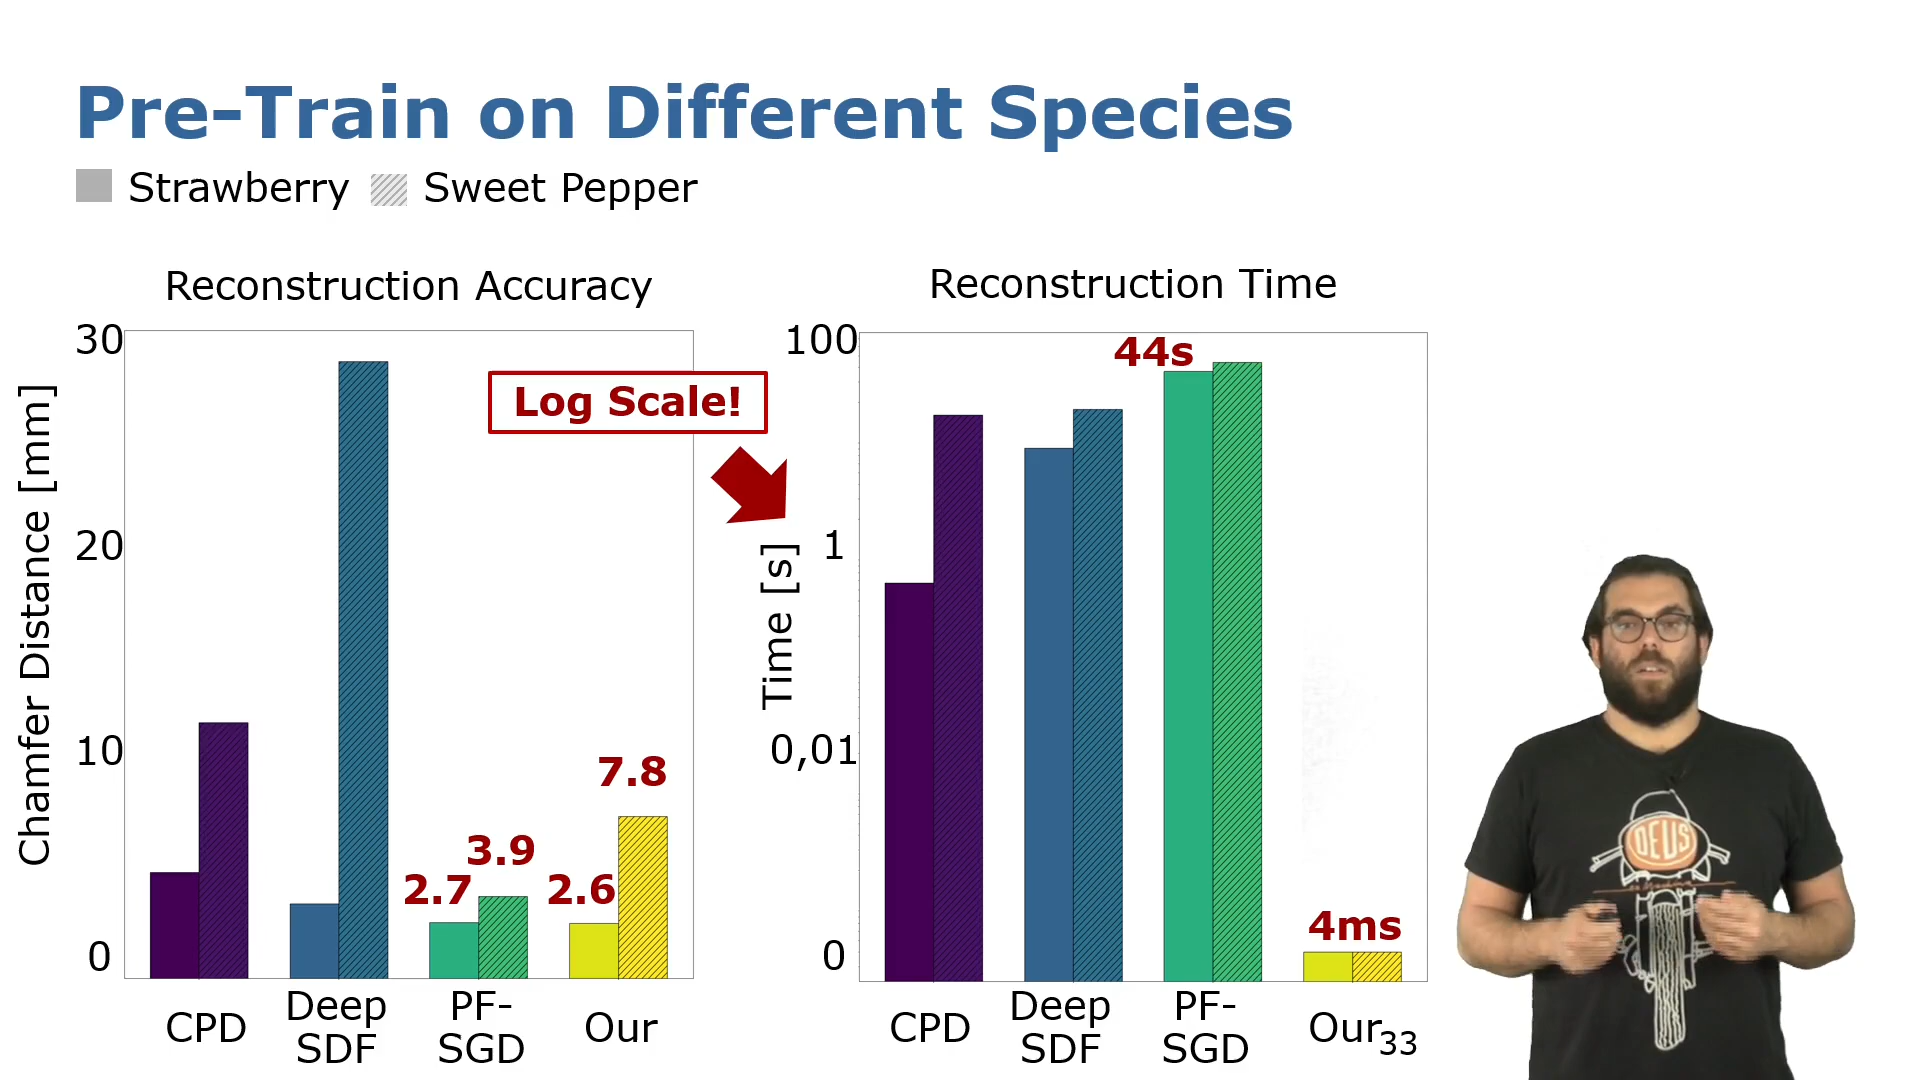 Pre-Train on Different Species
Strawberry Sweet Pepper
Reconstruction Accuracy
Chamfer Distance [mm]
30
20
10
0
2.7
3.9
2.6
7.8
CPD
Deep SDF
PF-SGD
Our
Log Scale!
Reconstruction Time
Time [s]
100
1
0,01
0
44s
4ms
CPD
Deep SDF
PF-SGD
Our
33
DEUS